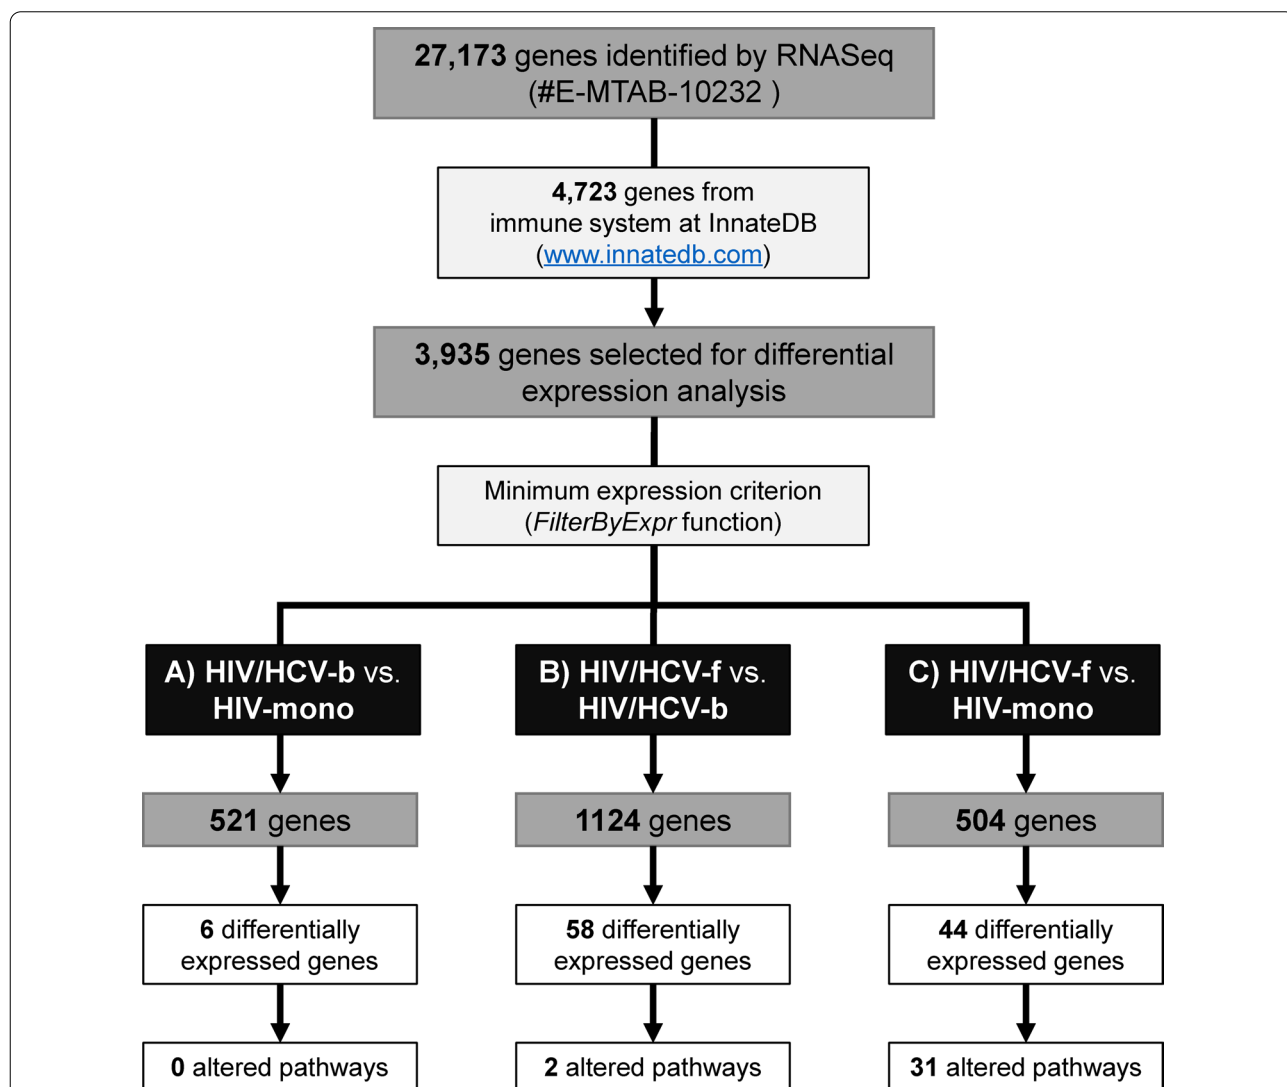 27,173 genes identified by RNASeq
(#E-MTAB-10232 )
4,723 genes from
immune system at InnateDB
(www.innatedb.com)
3,935 genes selected for differential
expression analysis
Minimum expression criterion
(FilterByExpr function)
A) HIV/HCV-b vs.
HIV-mono
B) HIV/HCV-f vs.
HIV/HCV-b
C) HIV/HCV-f vs.
HIV-mono
521 genes
1124 genes
504 genes
6 differentially
expressed genes
58 differentially
expressed genes
44 differentially
expressed genes
0 altered pathways
2 altered pathways
31 altered pathways